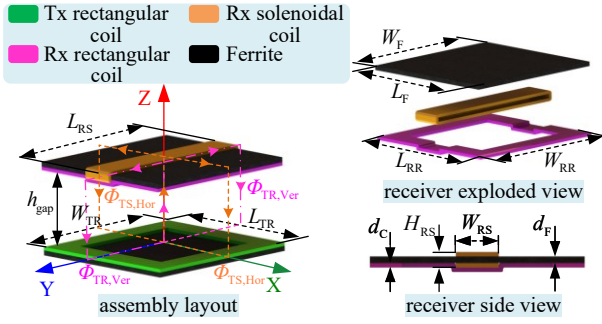 Tx rectangular coil
Rx solenoidal coil
Rx rectangular coil
Ferrite
Z
L_RS
h_gap
W_TR
L_TR
Φ_TS,Hor
Φ_TR,Ver
Φ_TR,Ver
Φ_TS,Hor
Y
X
assembly layout
W_F
L_F
L_RR
W_RR
receiver exploded view
d_C
H_RS
W_RS
d_F
receiver side view